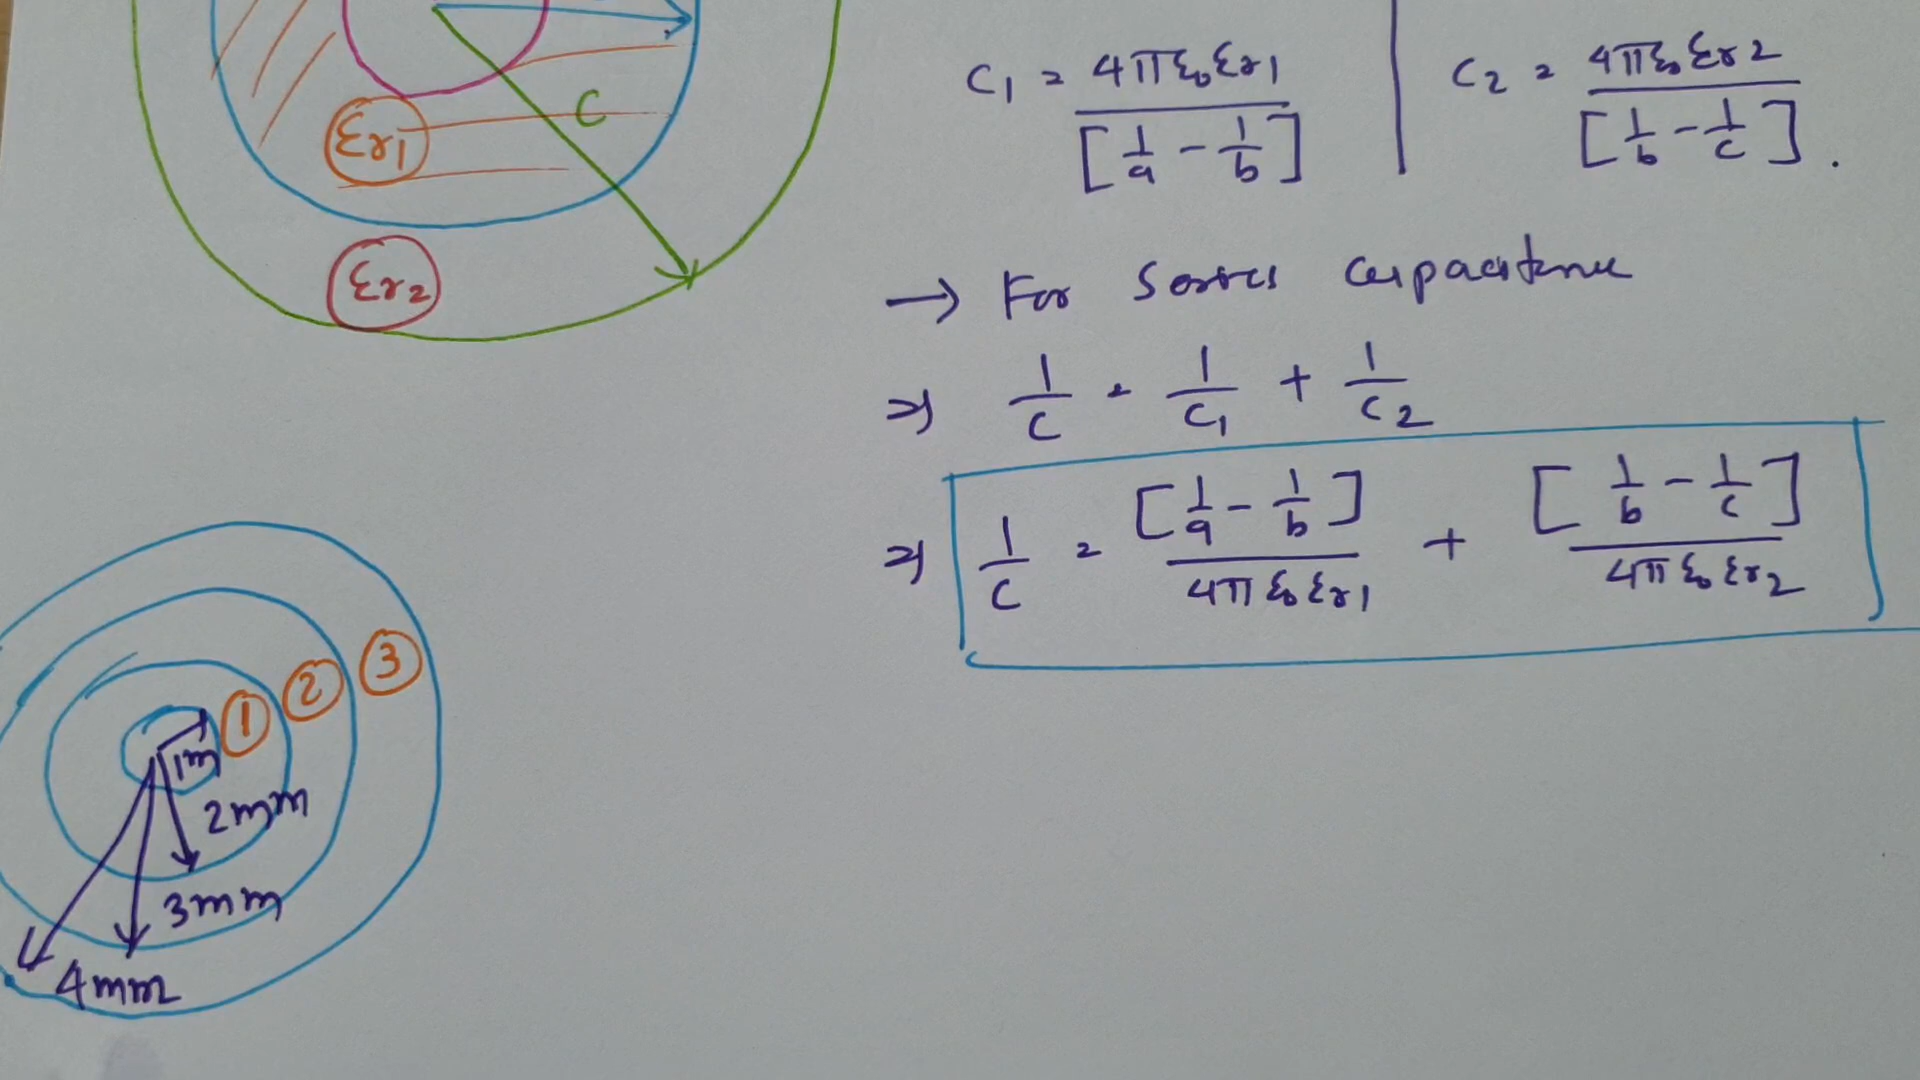 C
εr1
εr2
C1 = 4πε0εr1 / [1/a - 1/b]
C2 = 4πε0εr2 / [1/b - 1/c].
→ For Series capacitance
⇒ 1/C = 1/C1 + 1/C2
⇒ 1/C = [1/a - 1/b] / 4πε0εr1 + [1/b - 1/c] / 4πε0εr2
1 2 3
1m
2mm
3mm
4mm